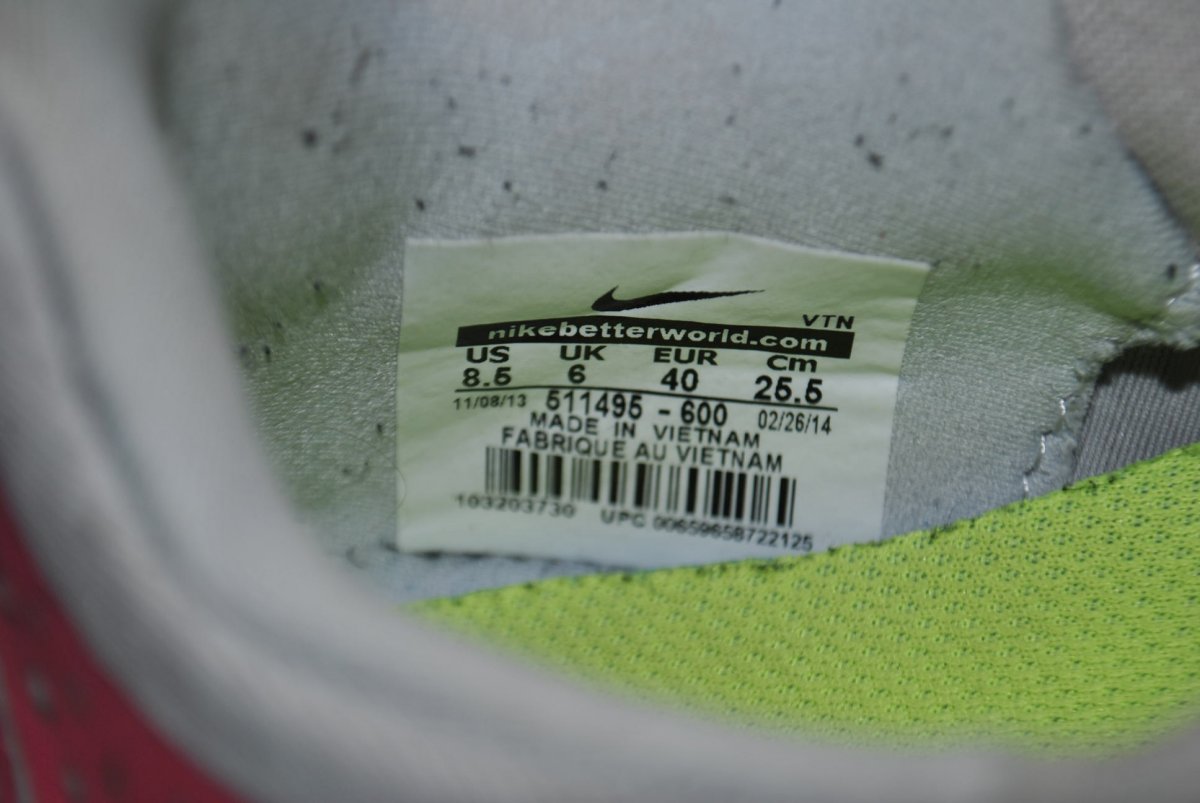 VTN
nikebetterworld.com
US UK EUR Cm
8.5 6 40 25.5
11/08/13 511495 - 600 02/26/14
MADE IN VIETNAM
FABRIQUE AU VIETNAM
103203730 UPC 00659658722125